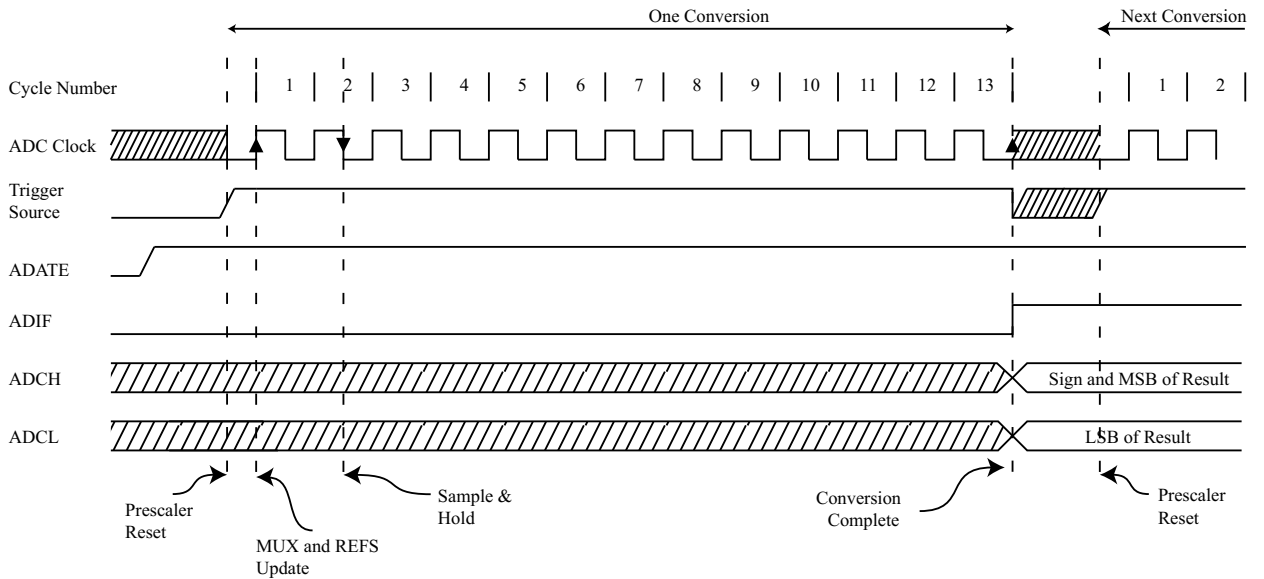 One Conversion
Next Conversion
Cycle Number
1 2 3 4 5 6 7 8 9 10 11 12 13 1 2
ADC Clock
Trigger
Source
ADATE
ADIF
ADCH
Sign and MSB of Result
ADCL
LSB of Result
Prescaler
Reset
MUX and REFS
Update
Sample &
Hold
Conversion
Complete
Prescaler
Reset